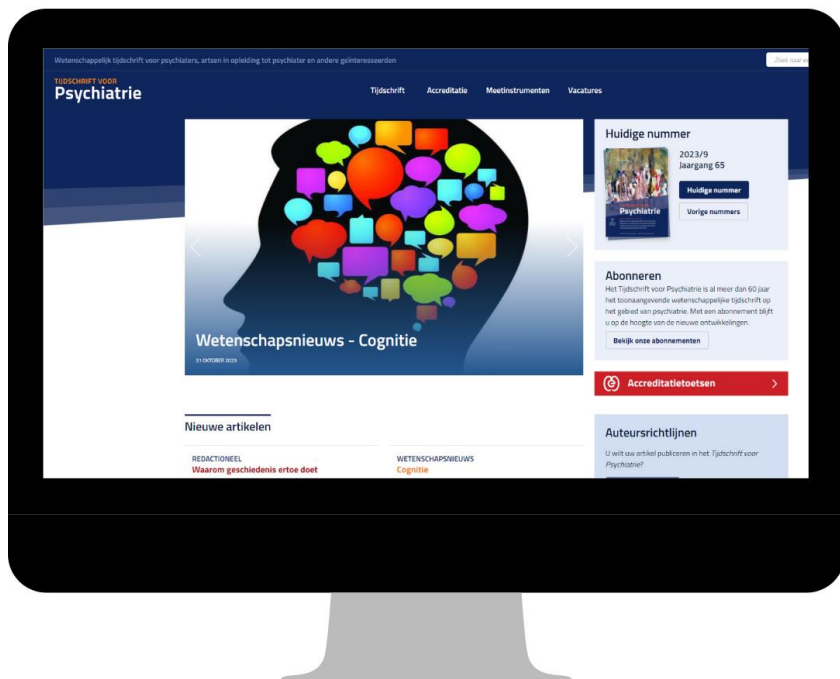 Wetenschappelijk tijdschrift voor psychiaters, artsen in opleiding tot psychiater en andere geïnteresseerden
Zoek naar
TIJDSCHRIFT VOOR
Psychiatrie
Tijdschrift
Accreditatie
Meetinstrumenten
Vacatures
Wetenschapsnieuws - Cognitie
31 OKTOBER 2023
Huidige nummer
2023/9
Jaargang 65
Huidige nummer
Vorige nummers
Psychiatrie
Abonneren
Het Tijdschrift voor Psychiatrie is al meer dan 60 jaar
het toonaangevende wetenschappelijke tijdschrift op
het gebied van psychiatrie. Met een abonnement blijft
u op de hoogte van de nieuwe ontwikkelingen.
Bekijk onze abonnementen
Accreditatietoetsen
Nieuwe artikelen
REDACTIONEEL
Waarom geschiedenis ertoe doet
WETENSCHAPSNIEUWS
Cognitie
Auteursrichtlijnen
U wilt uw artikel publiceren in het Tijdschrift voor
Psychiatrie?